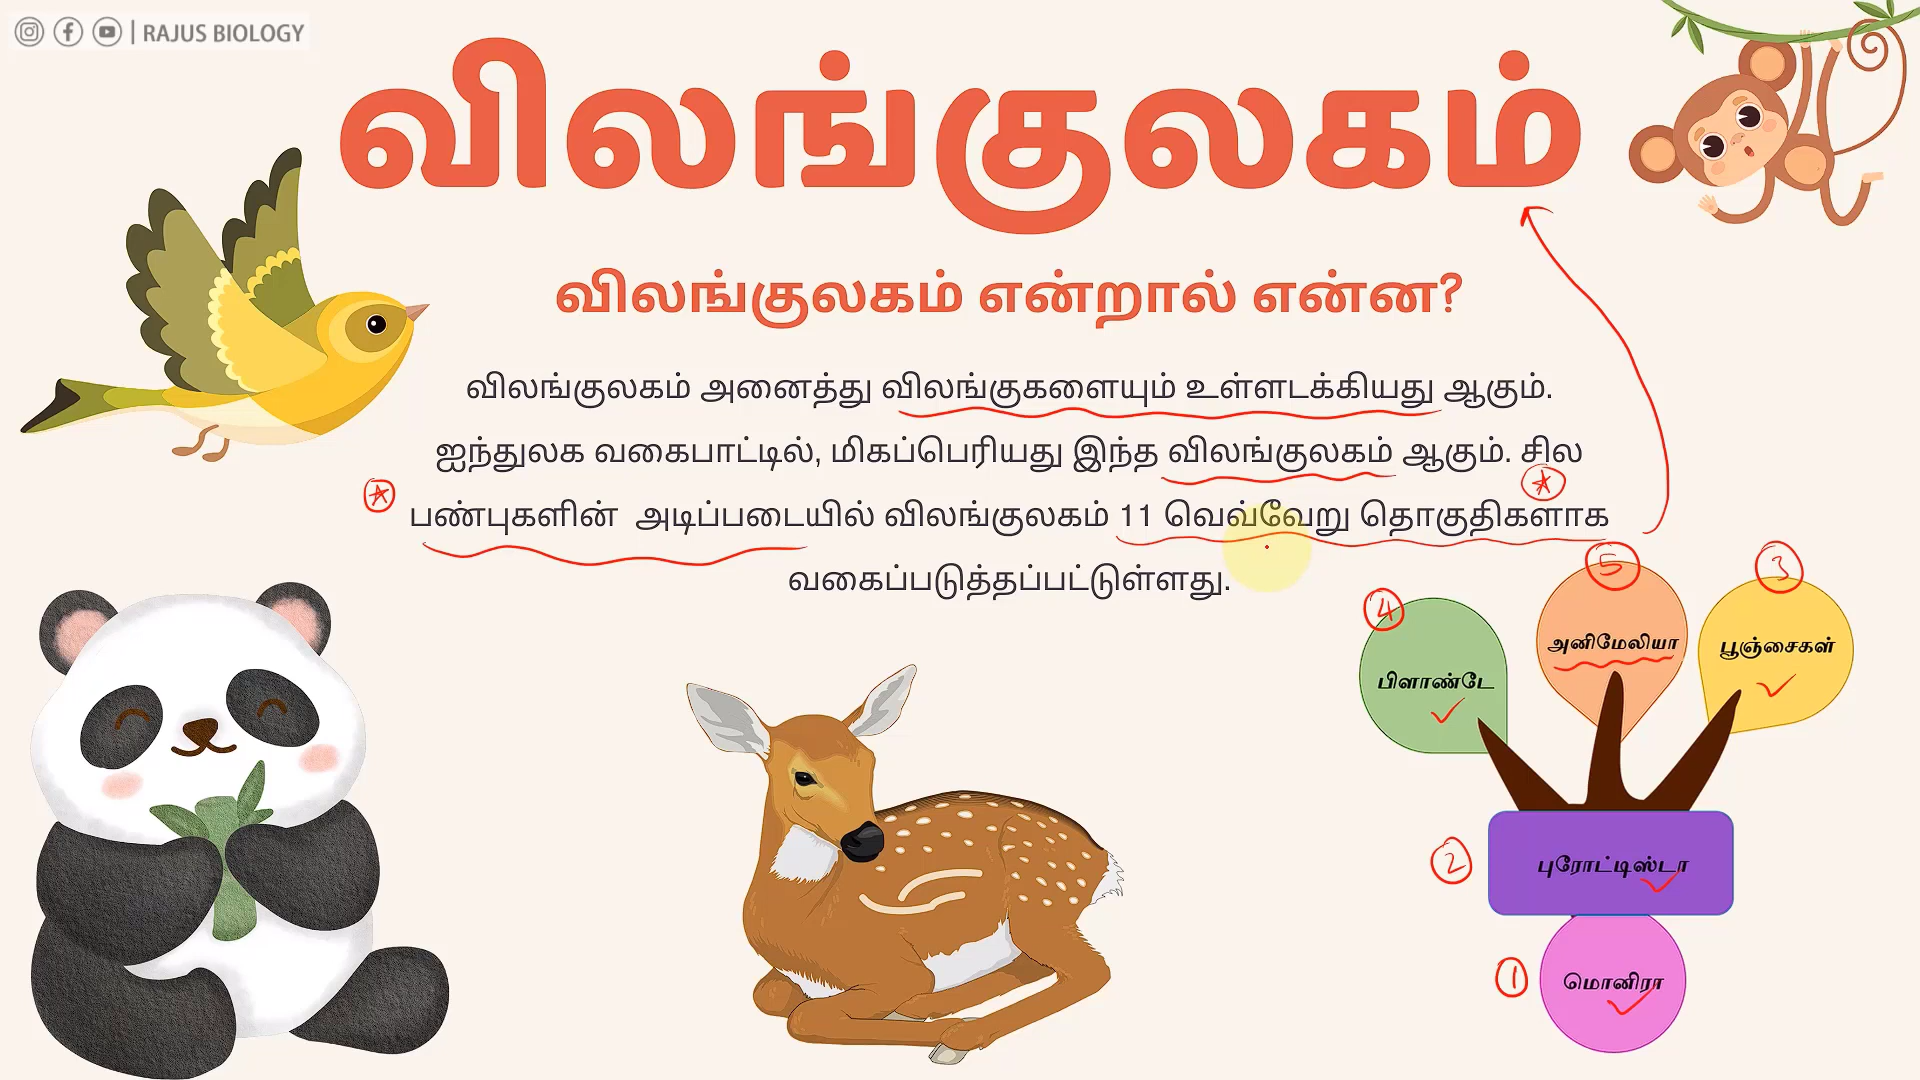 | RAJUS BIOLOGY
விலங்குலகம்
விலங்குலகம் என்றால் என்ன?
விலங்குலகம் அனைத்து விலங்குகளையும் உள்ளடக்கியது ஆகும்.
ஐந்துலக வகைபாட்டில், மிகப்பெரியது இந்த விலங்குலகம் ஆகும். சில
பண்புகளின் அடிப்படையில் விலங்குலகம் 11 வெவ்வேறு தொகுதிகளாக
வகைப்படுத்தப்பட்டுள்ளது.
4
5
3
பிளாண்டே
அனிமேலியா
பூஞ்சைகள்
2
புரோட்டிஸ்டா
1
மொனிரா